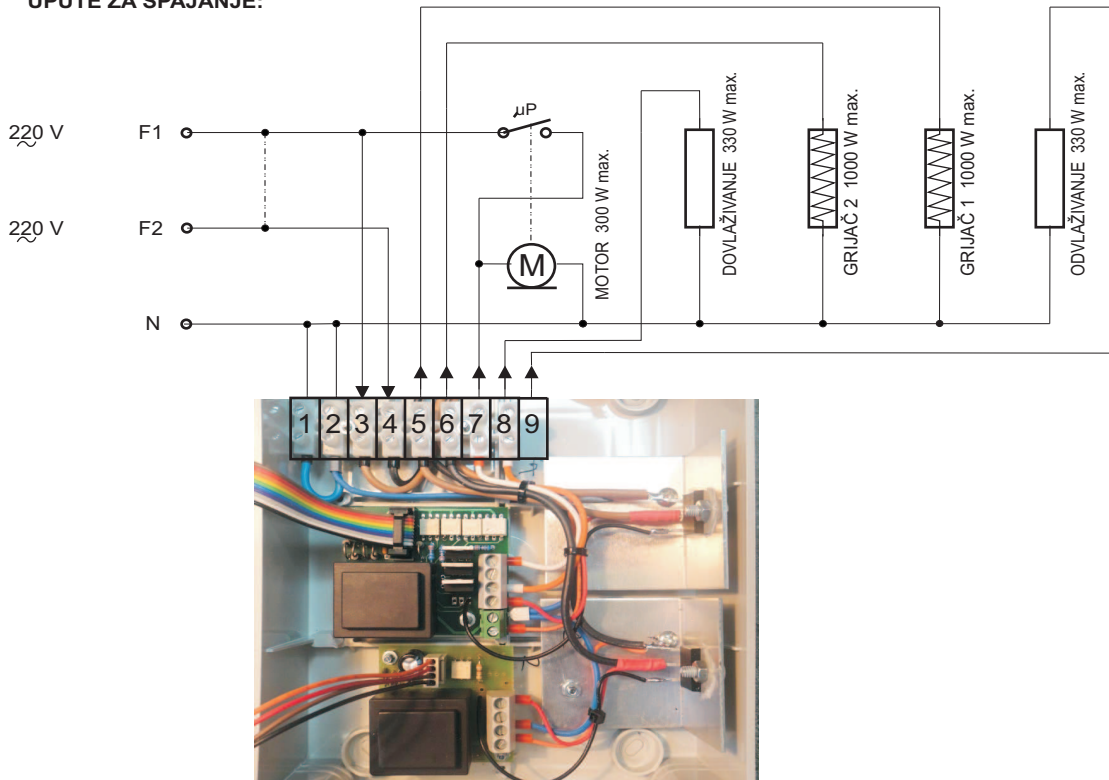 UPUTE ZA SPAJANJE:
220 V
F1
µP
220 V
F2
M
MOTOR 300 W max.
DOVLAŽIVANJE 330 W max.
GRIJAČ 2 1000 W max.
GRIJAČ 1 1000 W max.
ODVLAŽIVANJE 330 W max.
N
1 2 3 4 5 6 7 8 9